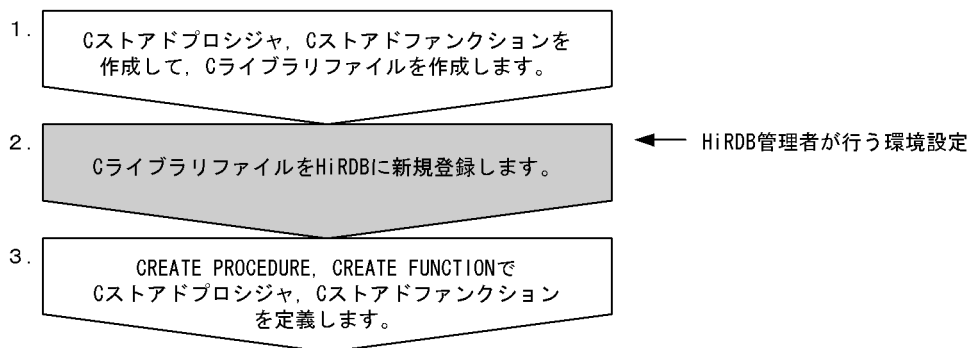 1.
Cストアドプロシジャ，Cストアドファンクションを
作成して，Cライブラリファイルを作成します。
2.
CライブラリファイルをHiRDBに新規登録します。
HiRDB管理者が行う環境設定
3.
CREATE PROCEDURE，CREATE FUNCTIONで
Cストアドプロシジャ，Cストアドファンクション
を定義します。